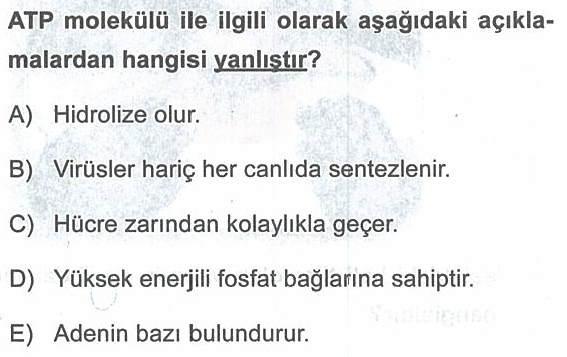 ATP molekülü ile ilgili olarak aşağıdaki açıkla-
malardan hangisi yanlıştır?
A) Hidrolize olur.
B) Virüsler hariç her canlıda sentezlenir.
C) Hücre zarından kolaylıkla geçer.
D) Yüksek enerjili fosfat bağlarına sahiptir.
E) Adenin bazı bulundurur.